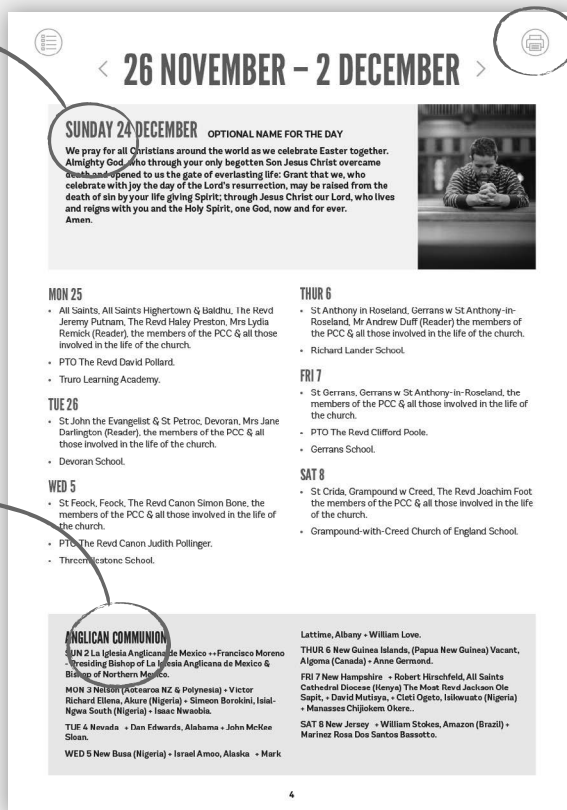 26 NOVEMBER – 2 DECEMBER
SUNDAY 24 DECEMBER OPTIONAL NAME FOR THE DAY
We pray for all Christians around the world as we celebrate Easter together.
Almighty God, who through your only begotten Son Jesus Christ overcame
death and opened to us the gate of everlasting life: Grant that we, who
celebrate with joy the day of the Lord's resurrection, may be raised from the
death of sin by your life giving Spirit; through Jesus Christ our Lord, who lives
and reigns with you and the Holy Spirit, one God, now and for ever.
Amen.
MON 25
• All Saints, All Saints Highertown & Baldhu, The Revd
Jeremy Putnam, The Revd Haley Preston, Mrs Lydia
Remick (Reader), the members of the PCC & all those
involved in the life of the church.
• PTO The Revd David Pollard.
• Truro Learning Academy.
TUE 26
• St John the Evangelist & St Petroc, Devoran, Mrs Jane
Darlington (Reader), the members of the PCC & all
those involved in the life of the church.
• Devoran School.
WED 5
• St Feock, Feock, The Revd Canon Simon Bone, the
members of the PCC & all those involved in the life of
the church.
• PTO The Revd Canon Judith Pollinger.
• Threemilestone School.
THUR 6
• St Anthony in Roseland, Gerrans w St Anthony-in-
Roseland, Mr Andrew Duff (Reader) the members of
the PCC & all those involved in the life of the church.
• Richard Lander School.
FRI 7
• St Gerrans, Gerrans w St Anthony-in-Roseland, the
members of the PCC & all those involved in the life of
the church.
• PTO The Revd Clifford Poole.
• Gerrans School.
SAT 8
• St Crida, Grampound w Creed, The Revd Joachim Foot
the members of the PCC & all those involved in the life
of the church.
• Grampound-with-Creed Church of England School.
ANGLICAN COMMUNION
SUN 2 La Iglesia Anglicana de Mexico ++Francisco Moreno
- Presiding Bishop of La Iglesia Anglicana de Mexico &
Bishop of Northern Mexico.
MON 3 Nelson (Aotearoa NZ & Polynesia) + Victor
Richard Ellena, Akure (Nigeria) + Simeon Borokini, Isial-
Ngwa South (Nigeria) + Isaac Nwaobia.
TUE 4 Nevada + Dan Edwards, Alabama + John McKee
Sloan.
WED 5 New Busa (Nigeria) + Israel Amoo, Alaska + Mark
Lattime, Albany + William Love.
THUR 6 New Guinea Islands, (Papua New Guinea) Vacant,
Algoma (Canada) + Anne Germond.
FRI 7 New Hampshire + Robert Hirschfeld, All Saints
Cathedral Diocese (Kenya) The Most Revd Jackson Ole
Sapit, + David Mutisya, + Cleti Ogeto, Isikwuato (Nigeria)
+ Manasses Chijiokem Okere..
SAT 8 New Jersey + William Stokes, Amazon (Brazil) +
Marinez Rosa Dos Santos Bassotto.
4